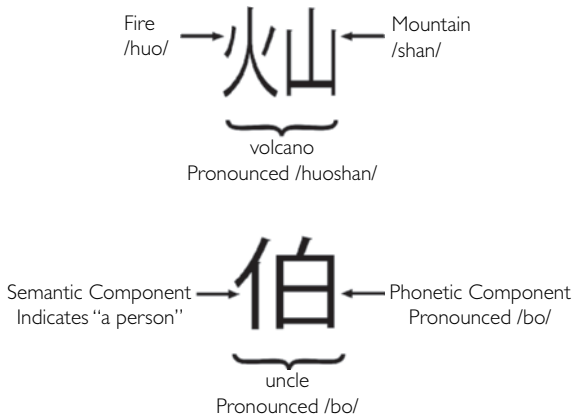 Fire
/huo/
火山
Mountain
/shan/
volcano
Pronounced /huoshan/
Semantic Component
Indicates “a person”
伯
Phonetic Component
Pronounced /bo/
uncle
Pronounced /bo/